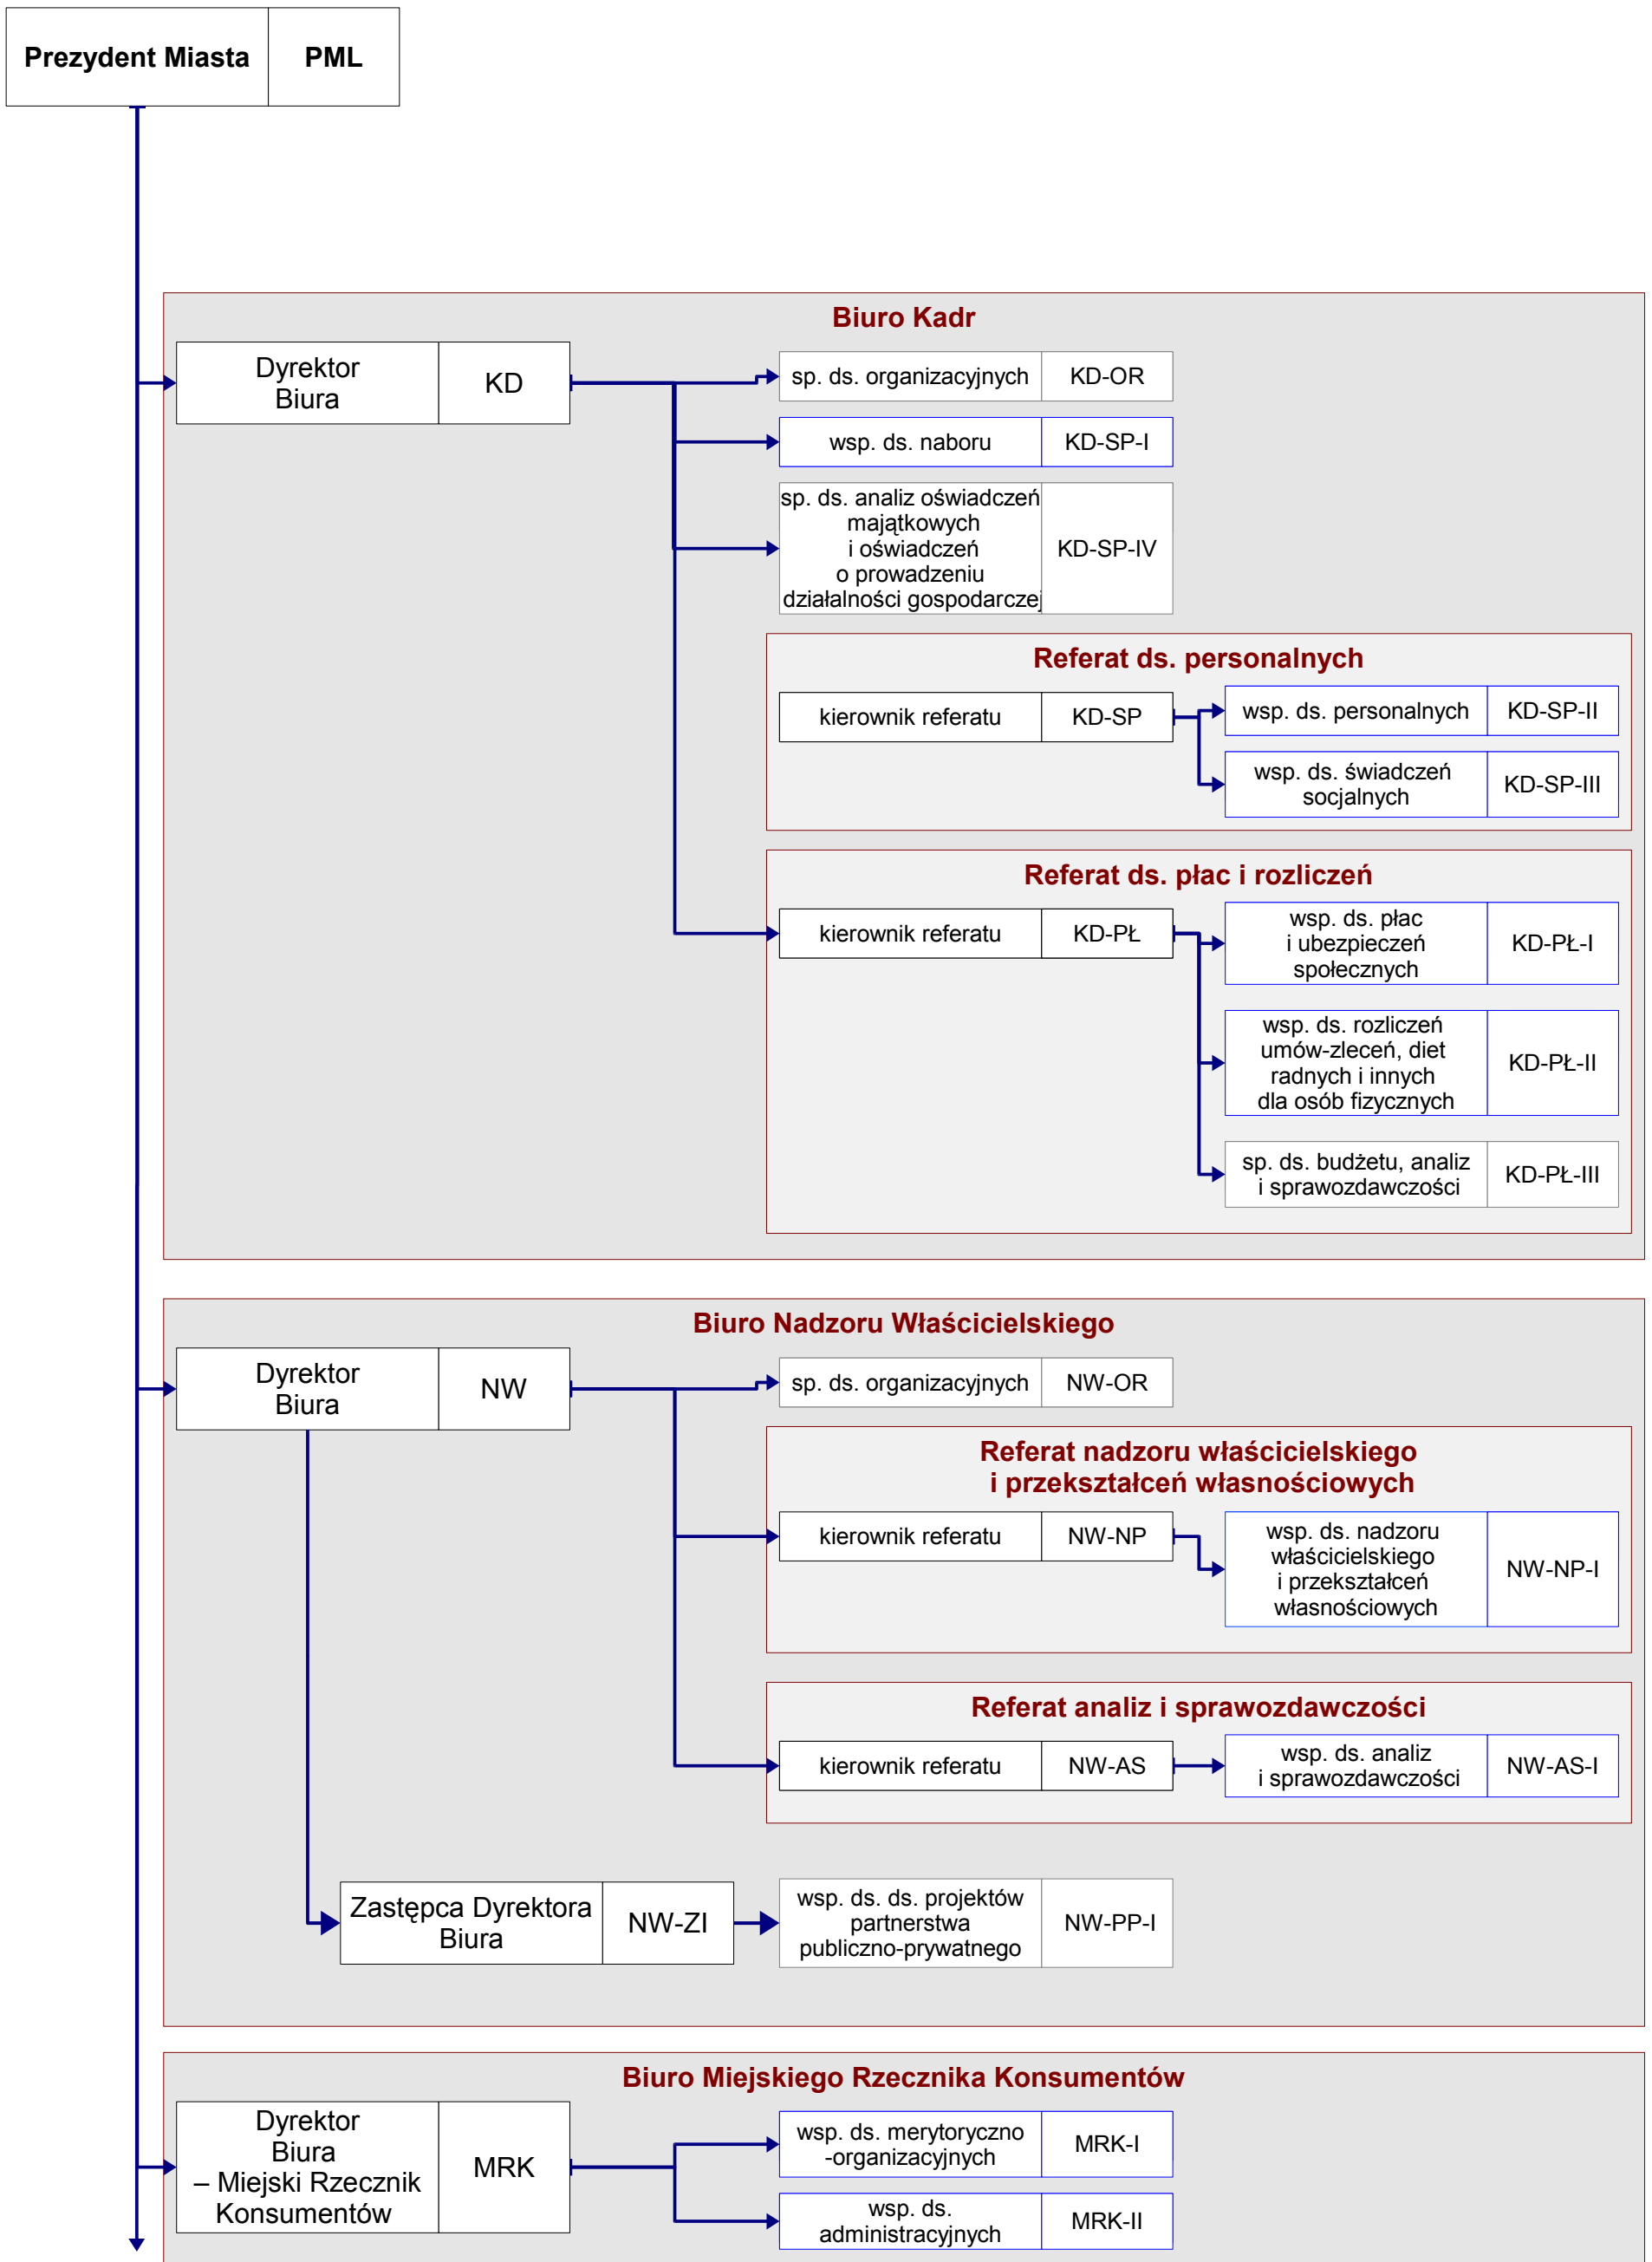 Prezydent Miasta
PML
Biuro Kadr
Dyrektor
Biura
KD
sp. ds. organizacyjnych
KD-OR
wsp. ds. naboru
KD-SP-I
sp. ds. analiz oświadczeń
majątkowych
i oświadczeń
o prowadzeniu
działalności gospodarczej
KD-SP-IV
Referat ds. personalnych
kierownik referatu
KD-SP
wsp. ds. personalnych
KD-SP-II
wsp. ds. świadczeń
socjalnych
KD-SP-III
Referat ds. płac i rozliczeń
kierownik referatu
KD-PŁ
wsp. ds. płac
i ubezpieczeń
społecznych
KD-PŁ-I
wsp. ds. rozliczeń
umów-zleceń, diet
radnych i innych
dla osób fizycznych
KD-PŁ-II
sp. ds. budżetu, analiz
i sprawozdawczości
KD-PŁ-III
Biuro Nadzoru Właścicielskiego
Dyrektor
Biura
NW
sp. ds. organizacyjnych
NW-OR
Referat nadzoru właścicielskiego
i przekształceń własnościowych
kierownik referatu
NW-NP
wsp. ds. nadzoru
właścicielskiego
i przekształceń
własnościowych
NW-NP-I
Referat analiz i sprawozdawczości
kierownik referatu
NW-AS
wsp. ds. analiz
i sprawozdawczości
NW-AS-I
Zastępca Dyrektora
Biura
NW-ZI
wsp. ds. ds. projektów
partnerstwa
publiczno-prywatnego
NW-PP-I
Biuro Miejskiego Rzecznika Konsumentów
Dyrektor
Biura
– Miejski Rzecznik
Konsumentów
MRK
wsp. ds. merytoryczno
-organizacyjnych
MRK-I
wsp. ds.
administracyjnych
MRK-II